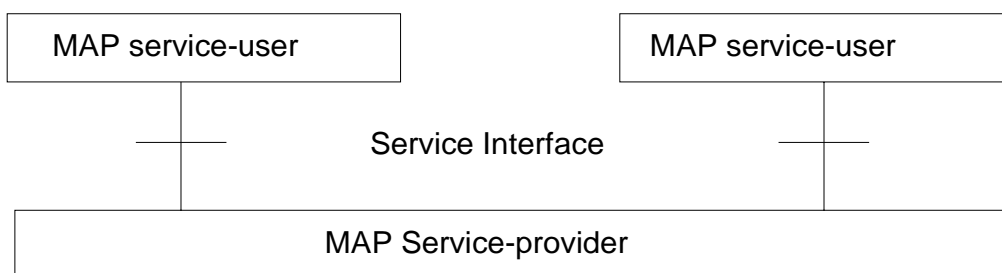 MAP service-user
MAP service-user
Service Interface
MAP Service-provider